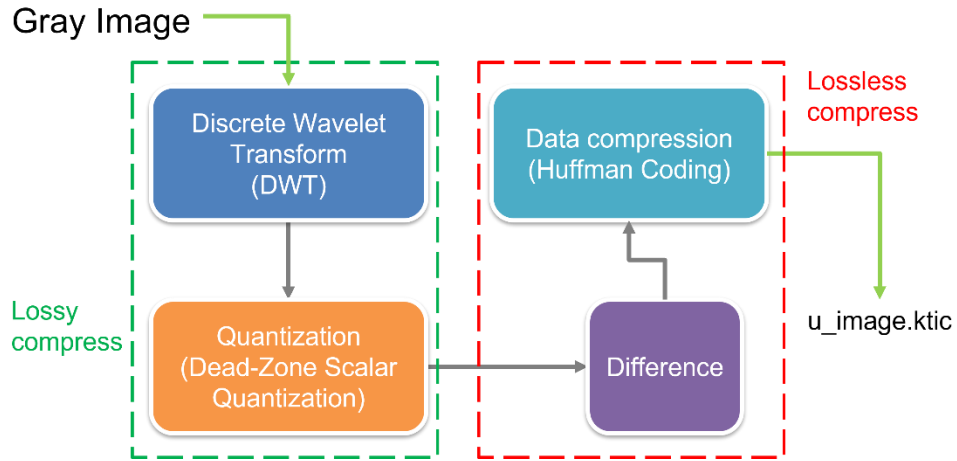 Gray Image
Discrete Wavelet
Transform
(DWT)
Lossy
compress
Quantization
(Dead-Zone Scalar
Quantization)
Difference
Data compression
(Huffman Coding)
Lossless
compress
u_image.ktic